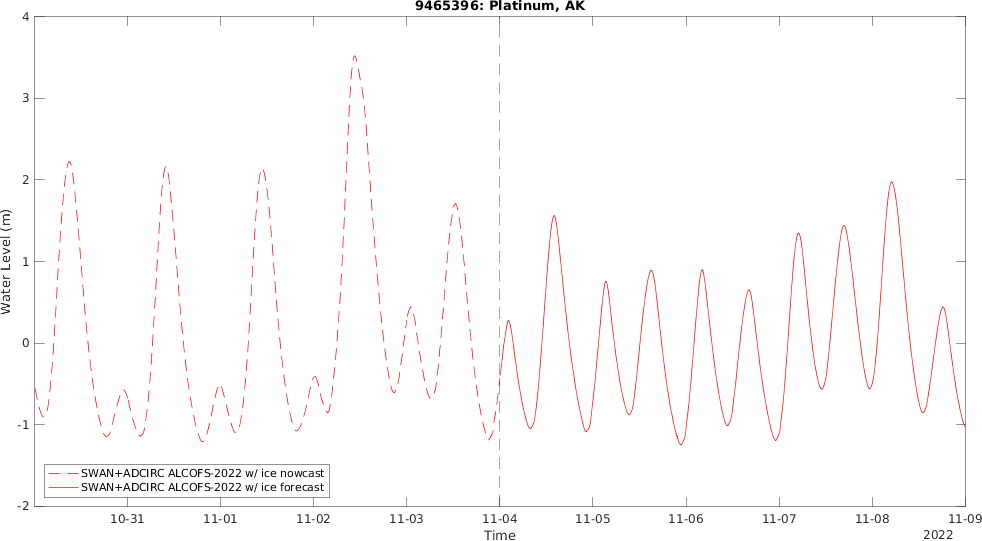 9465396: Platinum, AK
4
3
2
1
0
-1
-2
Water Level (m)
SWAN+ADCIRC ALCOFS-2022 w/ ice nowcast
SWAN+ADCIRC ALCOFS-2022 w/ ice forecast
10-31 11-01 11-02 11-03 11-04 11-05 11-06 11-07 11-08 11-09
Time
2022